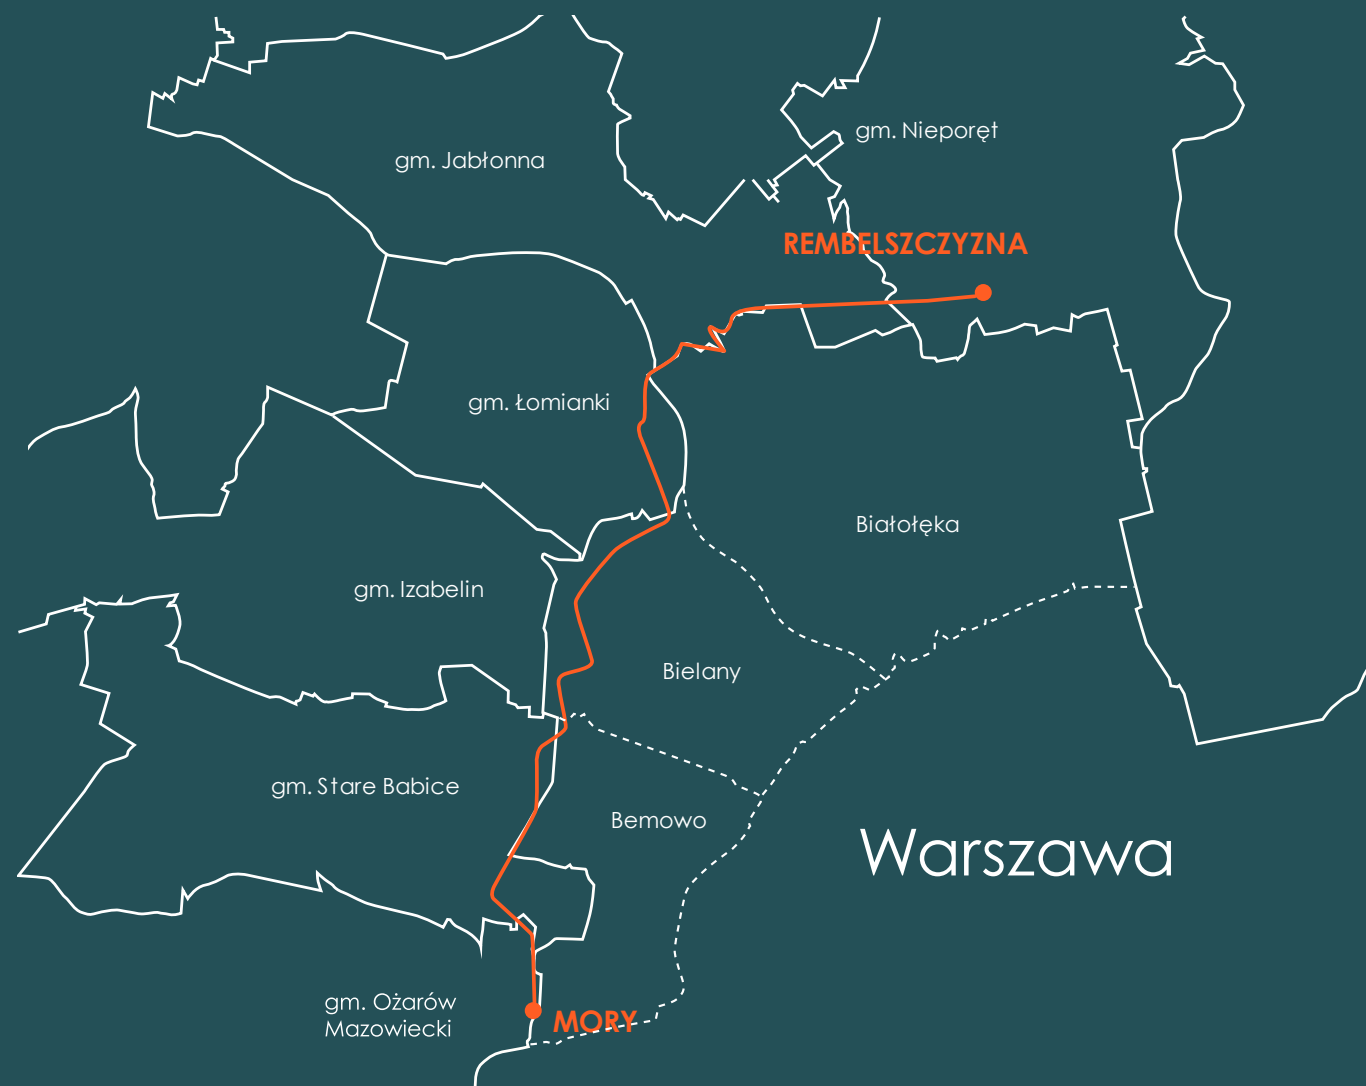 gm. Nieporęt
gm. Jabłonna
REMBELSZCZYZNA
gm. Łomianki
Białołęka
gm. Izabelin
Bielany
gm. Stare Babice
Bemowo
Warszawa
gm. Ożarów
Mazowiecki
MORY